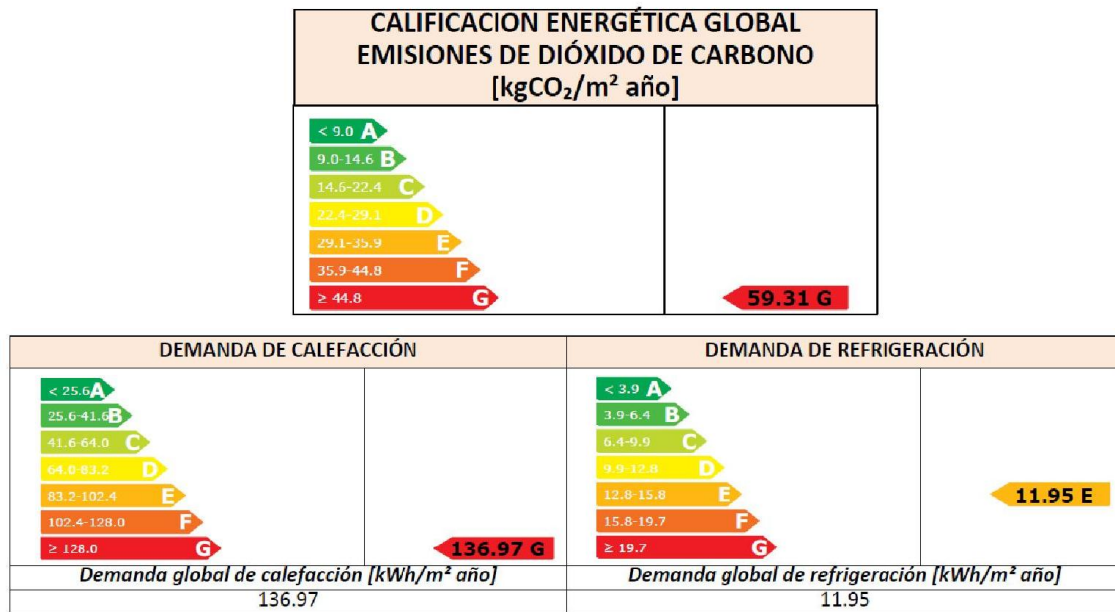 CALIFICACION ENERGÉTICA GLOBAL
EMISIONES DE DIÓXIDO DE CARBONO
[kgCO₂/m² año]
< 9.0 A
9.0-14.6 B
14.6-22.4 C
22.4-29.1 D
29.1-35.9 E
35.9-44.8 F
≥ 44.8 G
59.31 G
DEMANDA DE CALEFACCIÓN
< 25.6 A
25.6-41.6 B
41.6-64.0 C
64.0-83.2 D
83.2-102.4 E
102.4-128.0 F
≥ 128.0 G
136.97 G
Demanda global de calefacción [kWh/m² año]
136.97
DEMANDA DE REFRIGERACIÓN
< 3.9 A
3.9-6.4 B
6.4-9.9 C
9.9-12.8 D
12.8-15.8 E
15.8-19.7 F
≥ 19.7 G
11.95 E
Demanda global de refrigeración [kWh/m² año]
11.95